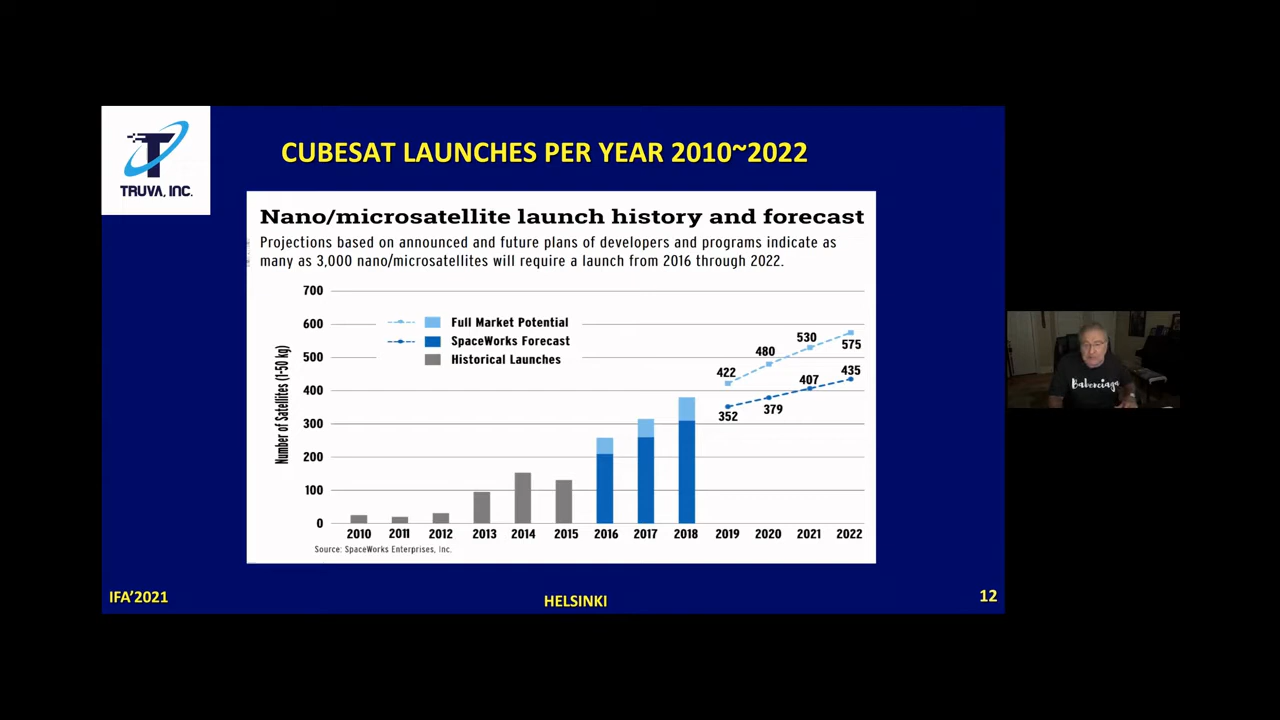 TRUVA, INC.
CUBESAT LAUNCHES PER YEAR 2010~2022
Nano/microsatellite launch history and forecast
Projections based on announced and future plans of developers and programs indicate as
many as 3,000 nano/microsatellites will require a launch from 2016 through 2022.
Number of Satellites (1-50 kg)
700
600
500
400
300
200
100
0
Full Market Potential
SpaceWorks Forecast
Historical Launches
422
480
530
575
352
379
407
435
2010 2011 2012 2013 2014 2015 2016 2017 2018 2019 2020 2021 2022
Source: SpaceWorks Enterprises, Inc.
IFA'2021
HELSINKI
12